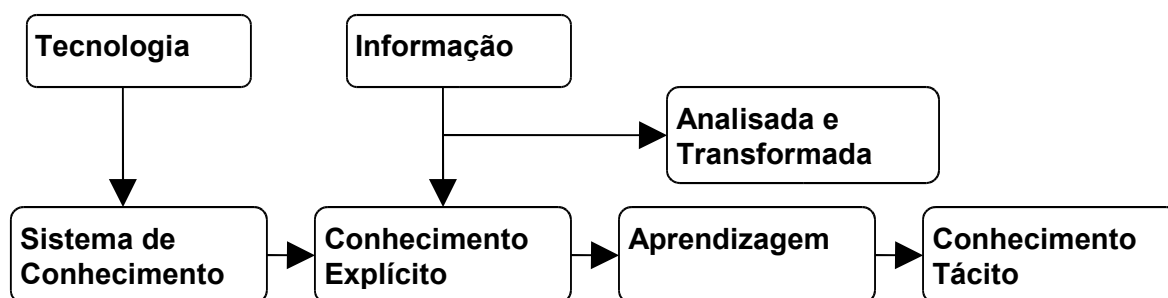 Tecnologia
Informação
Analisada e
Transformada
Sistema de
Conhecimento
Conhecimento
Explícito
Aprendizagem
Conhecimento
Tácito